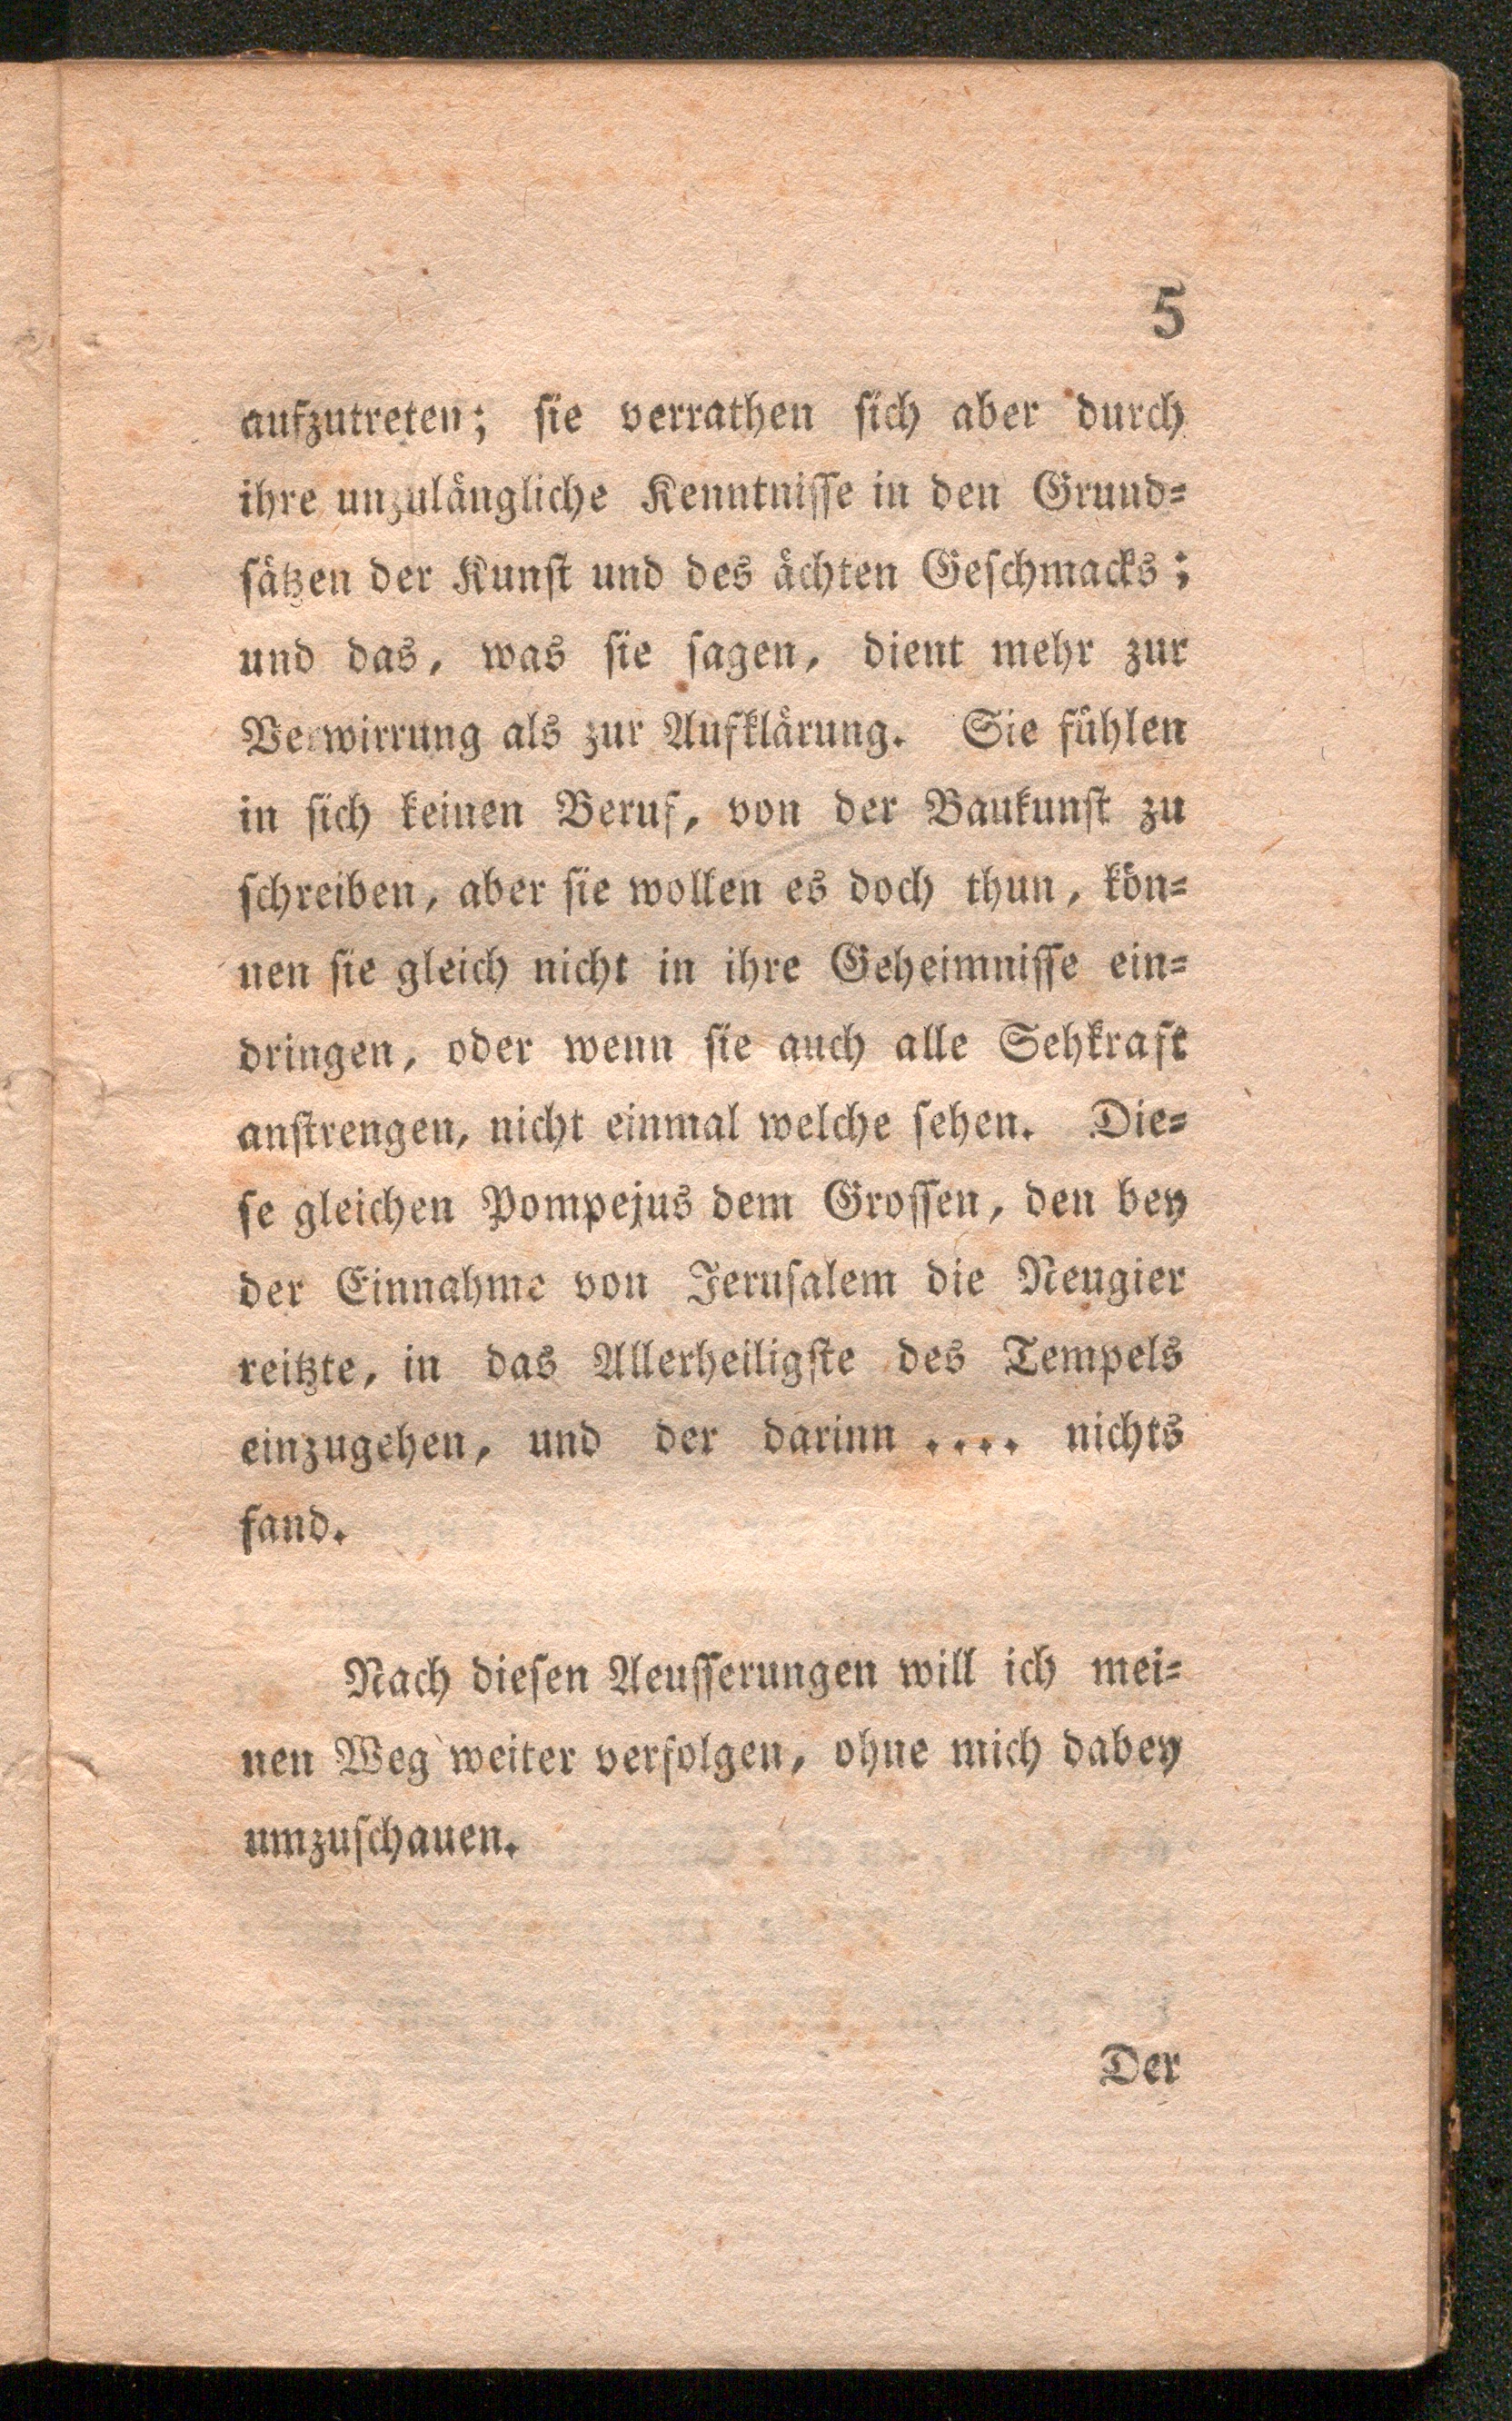 5
aufzutreten; sie verrathen sich aber durch
ihre unzulängliche Kenntnisse in den Grund=
sätzen der Kunst und des ächten Geschmacks;
und das, was sie sagen, dient mehr zur
Verwirrung als zur Aufklärung. Sie fühlen
in sich keinen Beruf, von der Baukunst zu
schreiben, aber sie wollen es doch thun, kön=
nen sie gleich nicht in ihre Geheimnisse ein=
dringen, oder wenn sie auch alle Sehkraft
anstrengen, nicht einmal welche sehen. Die=
se gleichen Pompejus dem Grossen, den bey
der Einnahme von Jerusalem die Neugier
reitzte, in das Allerheiligste des Tempels
einzugehen, und der darinn .... nichts
fand.
Nach diesen Aeusserungen will ich mei=
nen Weg weiter verfolgen, ohne mich dabey
umzuschauen.
Der